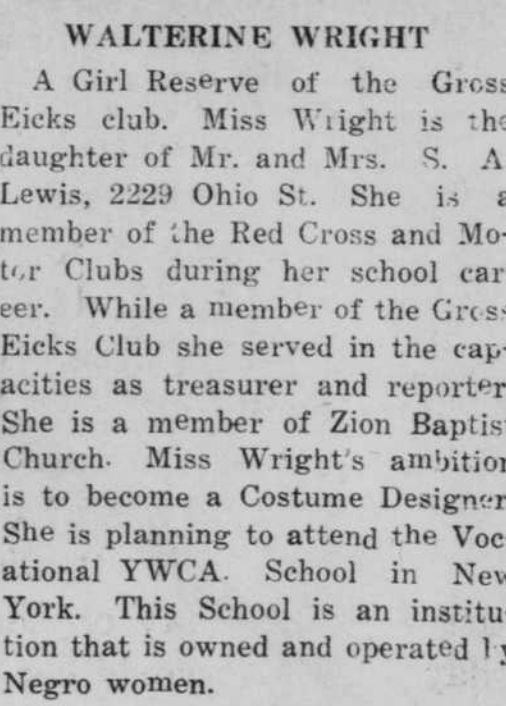 WALTERINE WRIGHT
A Girl Reserve of the Gross
Eicks club. Miss Wright is the
daughter of Mr. and Mrs. S. A.
Lewis, 2229 Ohio St. She is a
member of the Red Cross and Mo-
tor Clubs during her school car-
eer. While a member of the Gross
Eicks Club she served in the cap-
acities as treasurer and reporter.
She is a member of Zion Baptist
Church. Miss Wright's ambition
is to become a Costume Designer.
She is planning to attend the Voc-
ational YWCA. School in New
York. This School is an institu-
tion that is owned and operated by
Negro women.